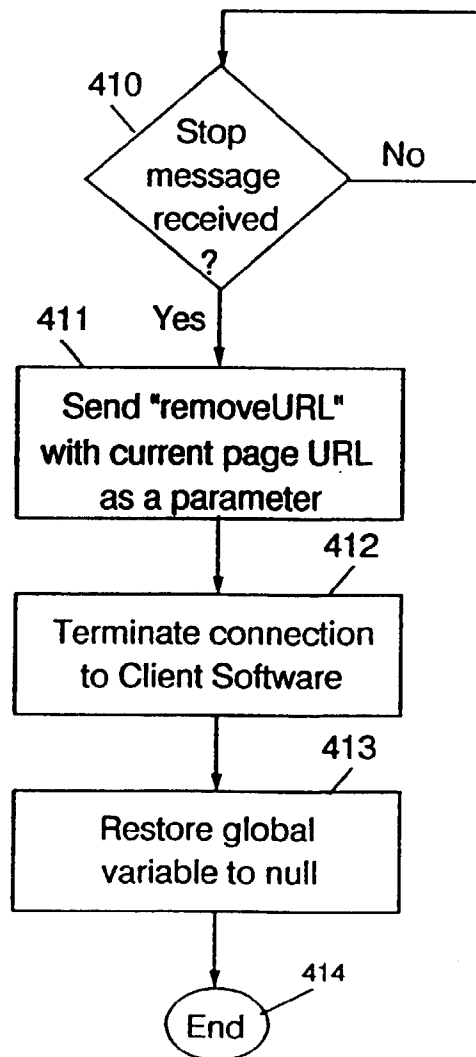 410
Stop
message
received
?
No
Yes
411
Send "removeURL"
with current page URL
as a parameter
412
Terminate connection
to Client Software
413
Restore global
variable to null
414
End